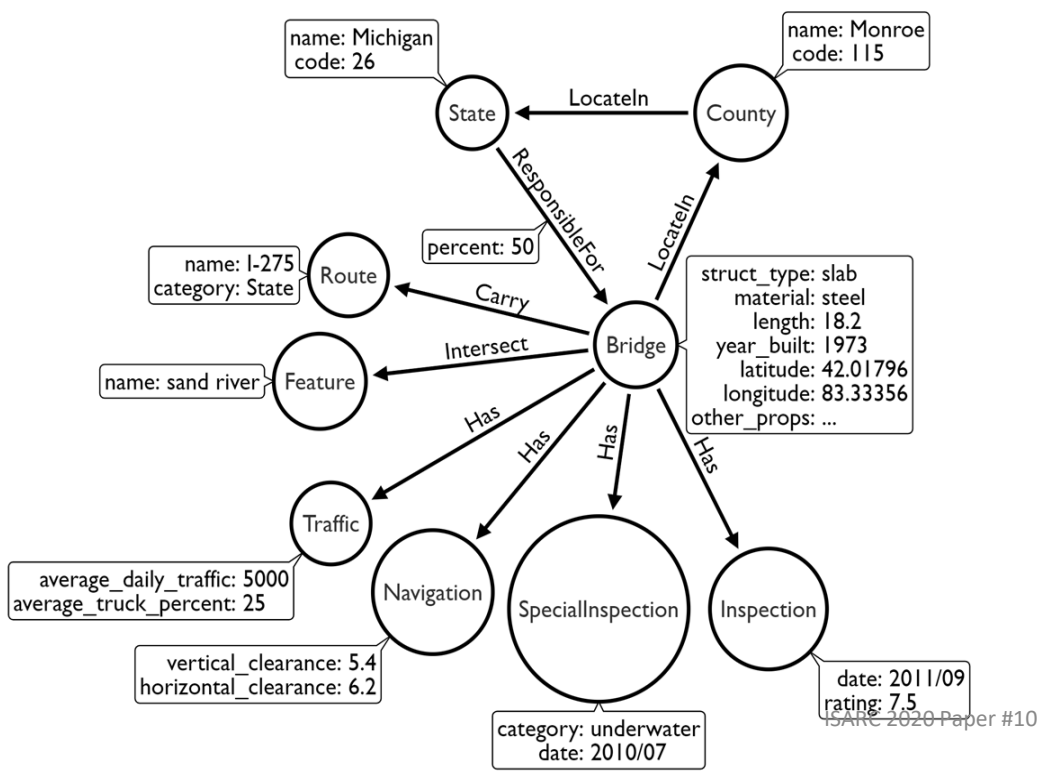 name: Michigan
code: 26
name: Monroe
code: 115
State
LocateIn
County
ResponsibleFor
percent: 50
LocateIn
name: I-275
category: State
Route
Carry
Bridge
struct_type: slab
material: steel
length: 18.2
year_built: 1973
latitude: 42.01796
longitude: 83.33356
other_props: ...
name: sand river
Feature
Intersect
Has
Has
Has
Has
Traffic
average_daily_traffic: 5000
average_truck_percent: 25
Navigation
vertical_clearance: 5.4
horizontal_clearance: 6.2
SpecialInspection
category: underwater
date: 2010/07
Inspection
date: 2011/09
rating: 7.5
ISARC 2020 Paper #10